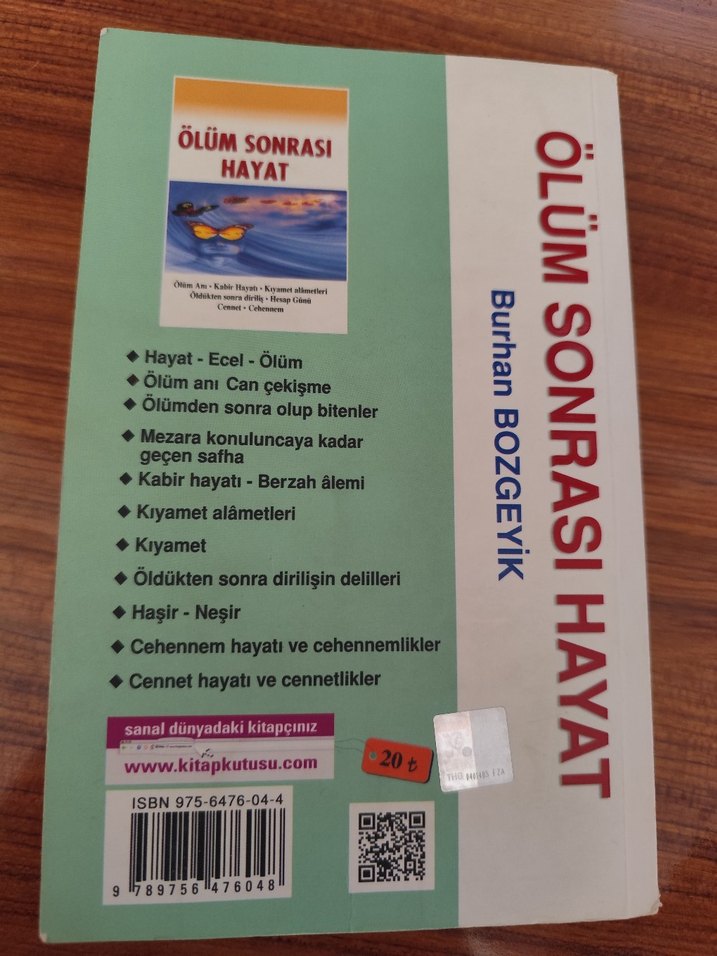 ÖLÜM SONRASI
HAYAT
Ölüm Anı • Kabir Hayatı • Kıyamet alâmetleri
Öldükten sonra diriliş • Hesap Günü
Cennet • Cehennem
◆ Hayat - Ecel - Ölüm
◆ Ölüm anı Can çekişme
◆ Ölümden sonra olup bitenler
◆ Mezara konuluncaya kadar
geçen safha
◆ Kabir hayatı - Berzah âlemi
◆ Kıyamet alâmetleri
◆ Kıyamet
◆ Öldükten sonra dirilişin delilleri
◆ Haşir - Neşir
◆ Cehennem hayatı ve cehennemlikler
◆ Cennet hayatı ve cennetlikler
sanal dünyadaki kitapçınız
www.kitapkutusu.com
20 ₺
ISBN 975-6476-04-4
9 789756 476048
ÖLÜM SONRASI HAYAT
Burhan BOZGEYİK